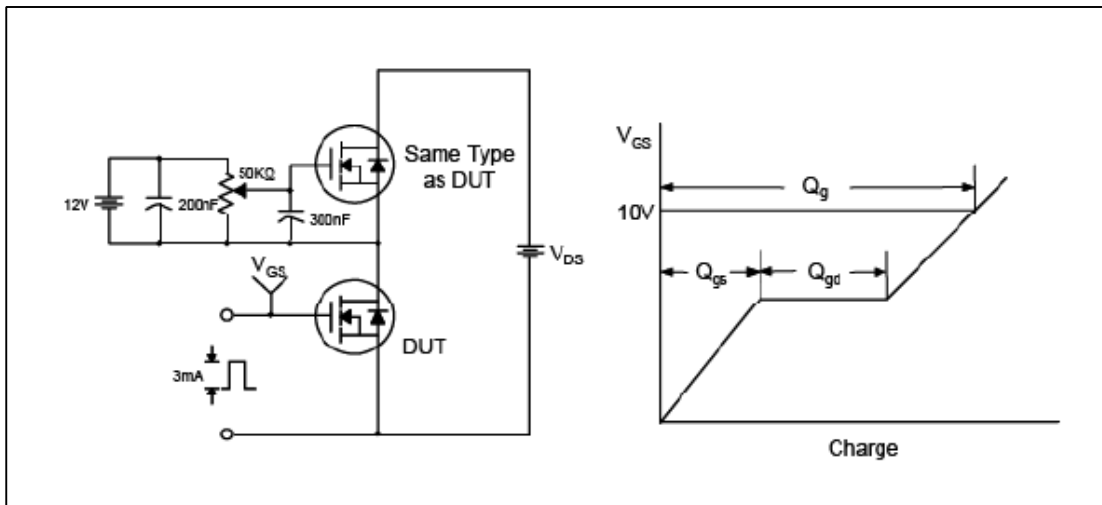 Same Type
as DUT
50KΩ
12V
200nF
300nF
VGS
VDS
DUT
3mA
VGS
Qg
10V
Qgs
Qgd
Charge